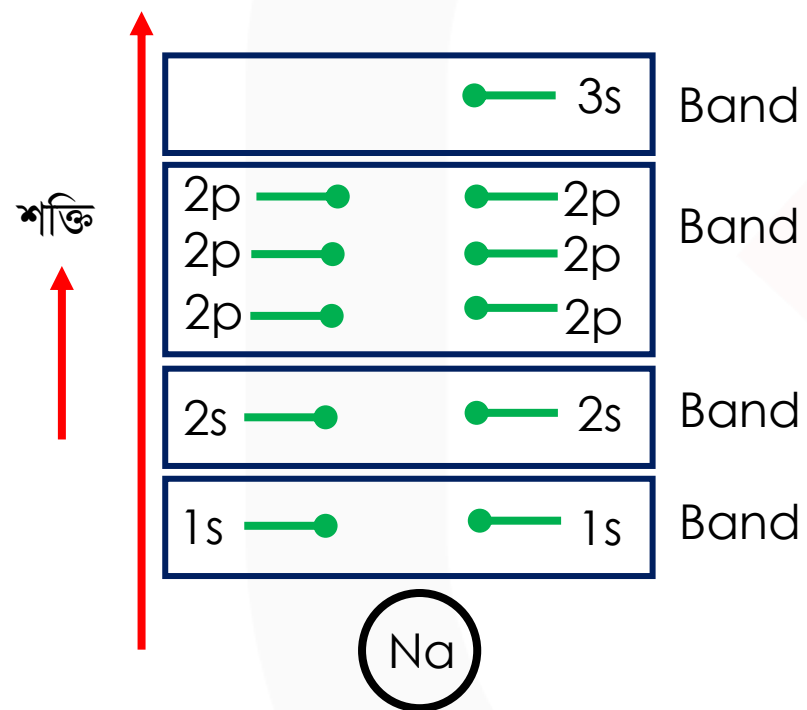 3s Band
শক্তি
2p 2p Band
2p 2p
2p 2p
2s 2s Band
1s 1s Band
Na